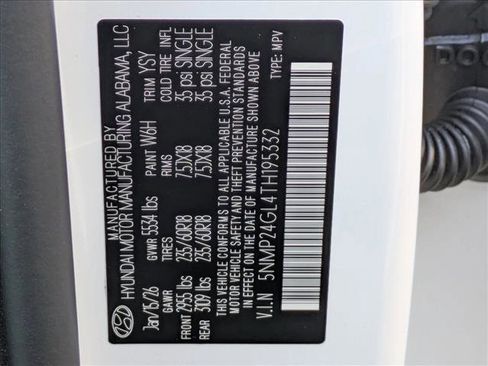 MANUFACTURED BY
HYUNDAI MOTOR MANUFACTURING ALABAMA, LLC
Jan/15/26 GVWR 5534 lbs PAINT W6H TRIM YSY
GAWR TIRES RIMS COLD TIRE INFL
FRONT 2955 lbs 235/60R18 7.5JX18 35 psi SINGLE
REAR 3109 lbs 235/60R18 7.5JX18 35 psi SINGLE
THIS VEHICLE CONFORMS TO ALL APPLICABLE U.S.A. FEDERAL
MOTOR VEHICLE SAFETY AND THEFT PREVENTION STANDARDS
IN EFFECT ON THE DATE OF MANUFACTURE SHOWN ABOVE
V.I.N 5NMP24GL4TH195332 TYPE: MPV